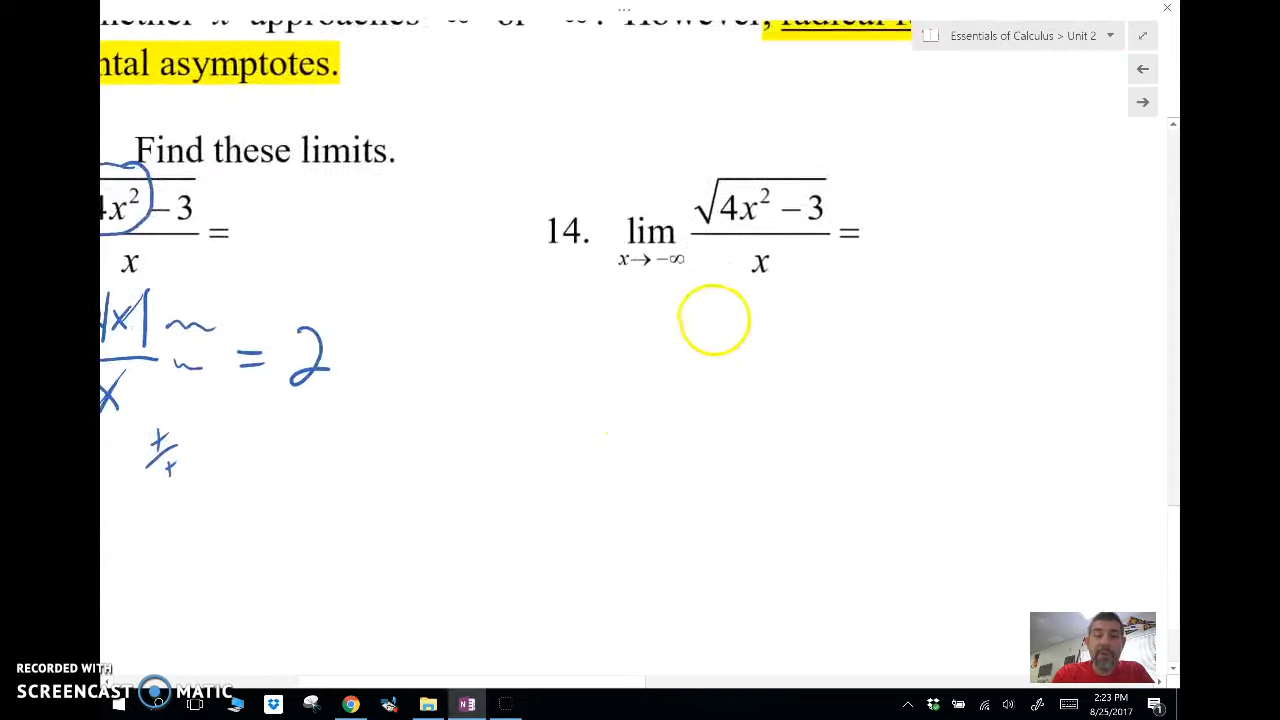 Essentials of Calculus > Unit 2
ntal asymptotes.
Find these limits.
4x² − 3
=
x
|x|
x
= 2
+/+
14. lim x→ −∞ √(4x² − 3) / x =
RECORDED WITH
SCREENCAST MATIC
2:23 PM
8/25/2017